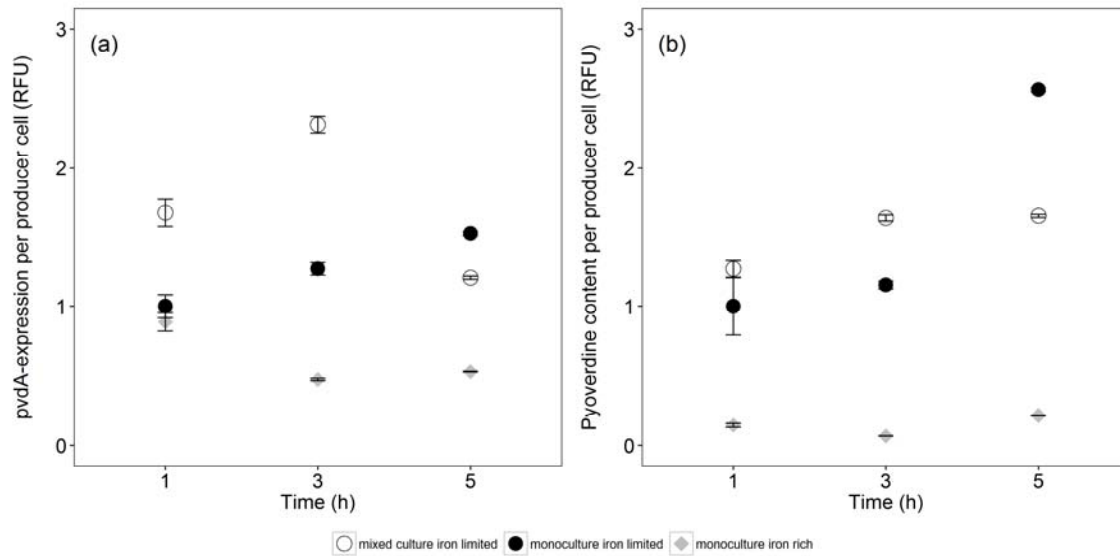 (a)
pvdA-expression per producer cell (RFU)
3
2
1
0
1 3 5
Time (h)
(b)
Pyoverdine content per producer cell (RFU)
3
2
1
0
1 3 5
Time (h)
mixed culture iron limited monoculture iron limited monoculture iron rich